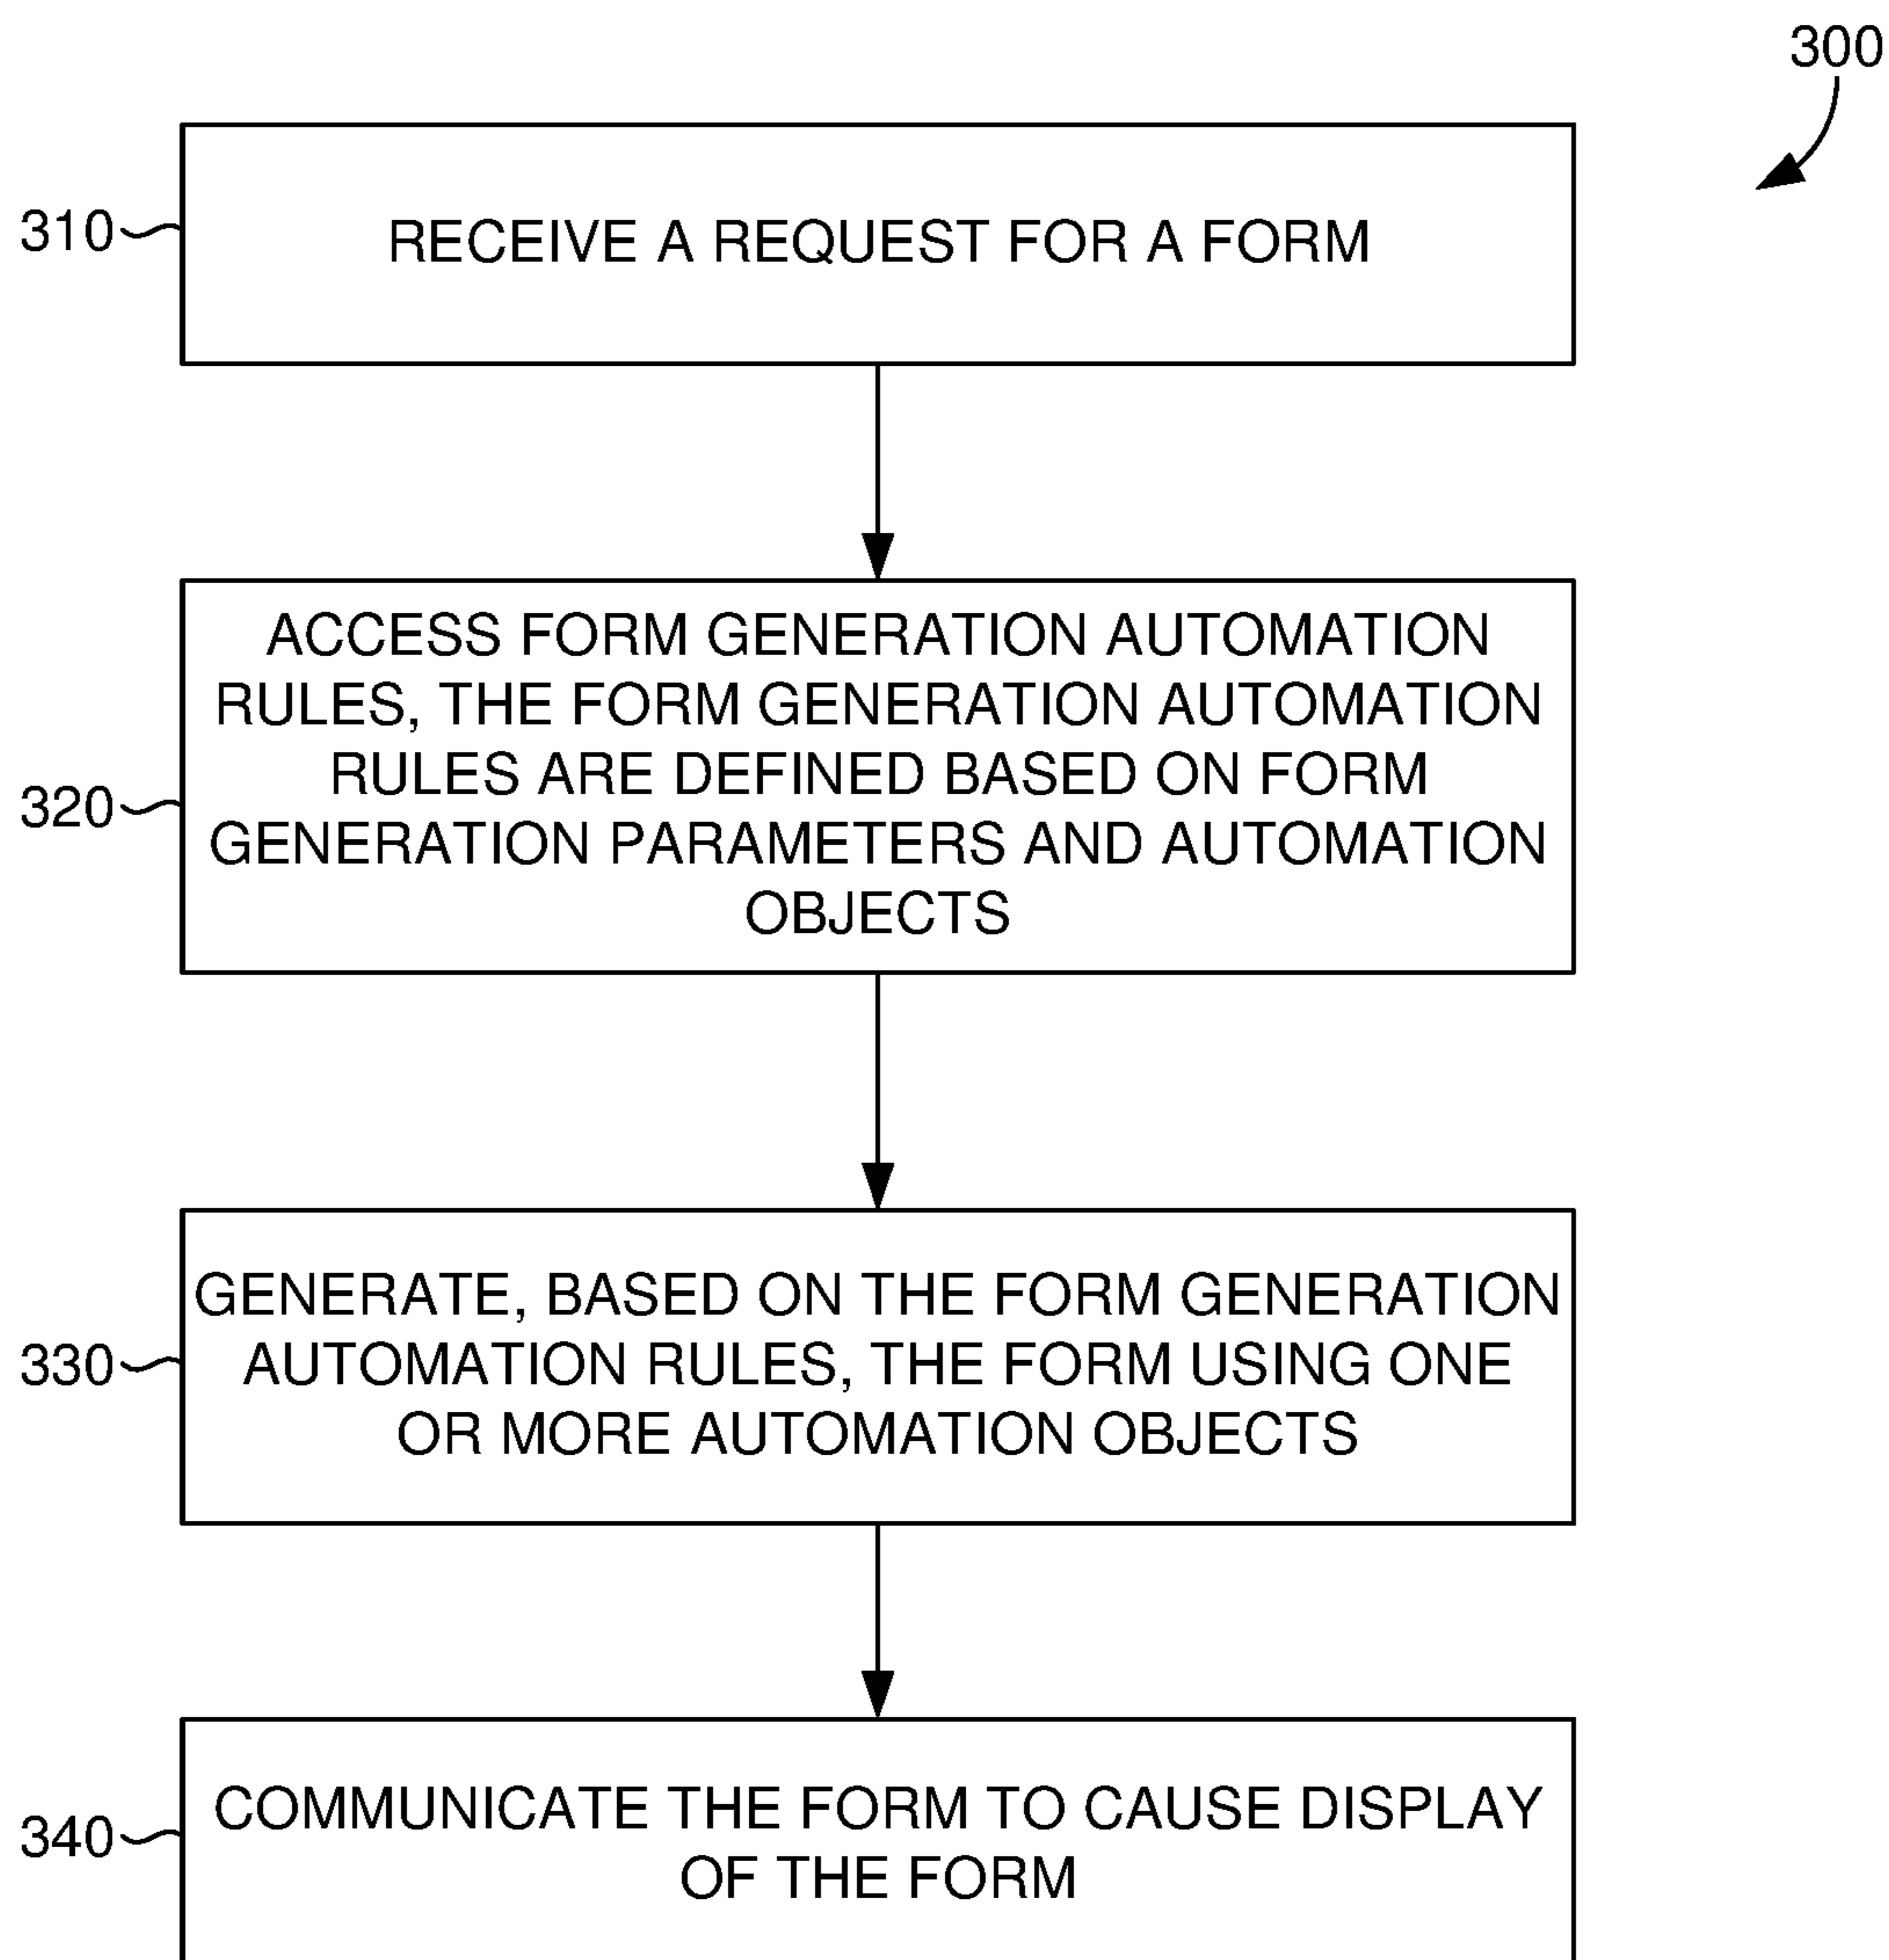 300
310
RECEIVE A REQUEST FOR A FORM
ACCESS FORM GENERATION AUTOMATION
RULES, THE FORM GENERATION AUTOMATION
RULES ARE DEFINED BASED ON FORM
320
GENERATION PARAMETERS AND AUTOMATION
OBJECTS
GENERATE, BASED ON THE FORM GENERATION
330
AUTOMATION RULES, THE FORM USING ONE
OR MORE AUTOMATION OBJECTS
COMMUNICATE THE FORM TO CAUSE DISPLAY
340
OF THE FORM